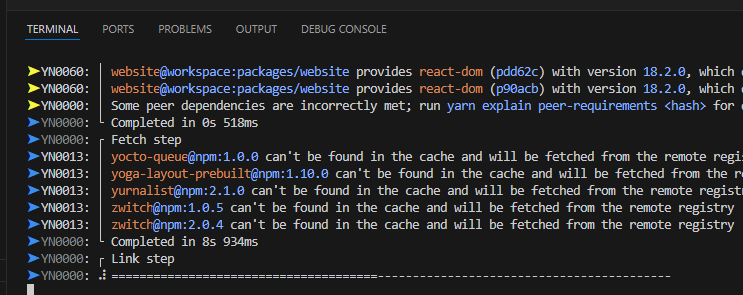 TERMINAL PORTS PROBLEMS OUTPUT DEBUG CONSOLE
➤YN0060: │ website@workspace:packages/website provides react-dom (pdd62c) with version 18.2.0, which
➤YN0060: │ website@workspace:packages/website provides react-dom (p90acb) with version 18.2.0, which
➤YN0000: │ Some peer dependencies are incorrectly met; run yarn explain peer-requirements <hash> for
➤YN0000: └ Completed in 0s 518ms
➤YN0000: ┌ Fetch step
➤YN0013: │ yocto-queue@npm:1.0.0 can't be found in the cache and will be fetched from the remote regi
➤YN0013: │ yoga-layout-prebuilt@npm:1.10.0 can't be found in the cache and will be fetched from the r
➤YN0013: │ yurnalist@npm:2.1.0 can't be found in the cache and will be fetched from the remote regist
➤YN0013: │ zwitch@npm:1.0.5 can't be found in the cache and will be fetched from the remote registry
➤YN0013: │ zwitch@npm:2.0.4 can't be found in the cache and will be fetched from the remote registry
➤YN0000: └ Completed in 8s 934ms
➤YN0000: ┌ Link step
➤YN0000: ======================================------------------------------------------